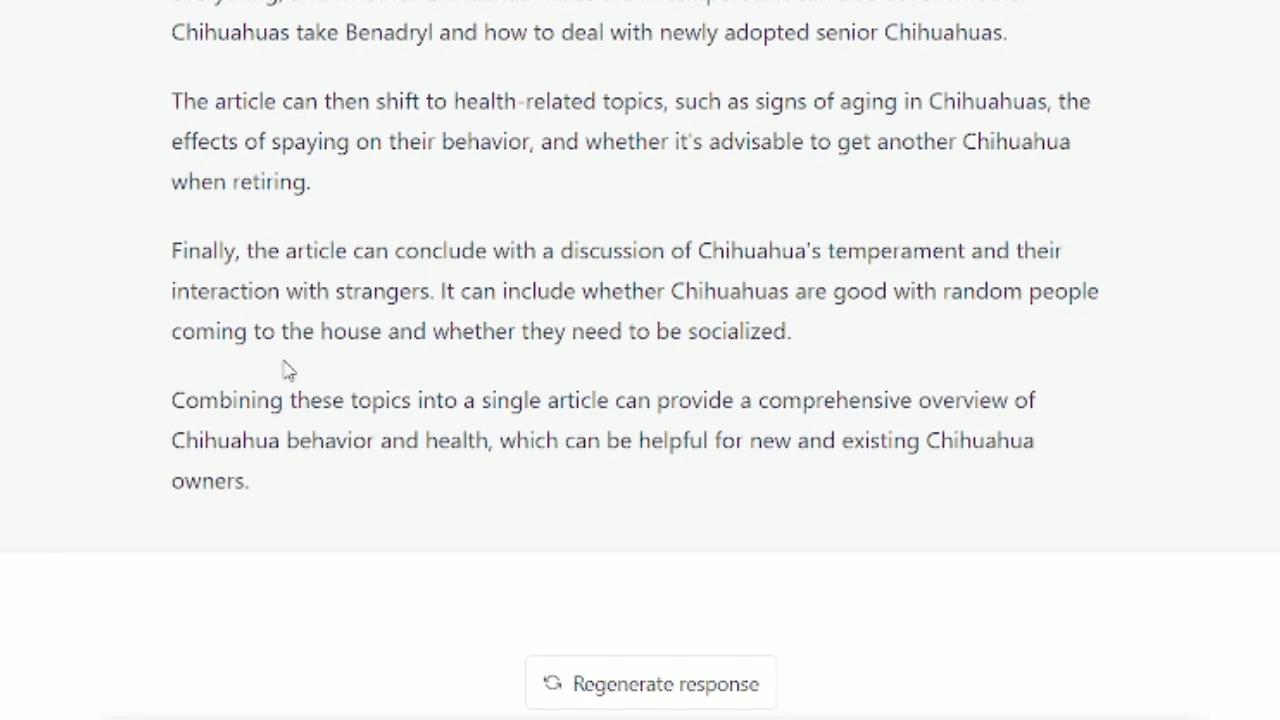 Chihuahuas take Benadryl and how to deal with newly adopted senior Chihuahuas.
The article can then shift to health-related topics, such as signs of aging in Chihuahuas, the
effects of spaying on their behavior, and whether it's advisable to get another Chihuahua
when retiring.
Finally, the article can conclude with a discussion of Chihuahua's temperament and their
interaction with strangers. It can include whether Chihuahuas are good with random people
coming to the house and whether they need to be socialized.
Combining these topics into a single article can provide a comprehensive overview of
Chihuahua behavior and health, which can be helpful for new and existing Chihuahua
owners.
Regenerate response